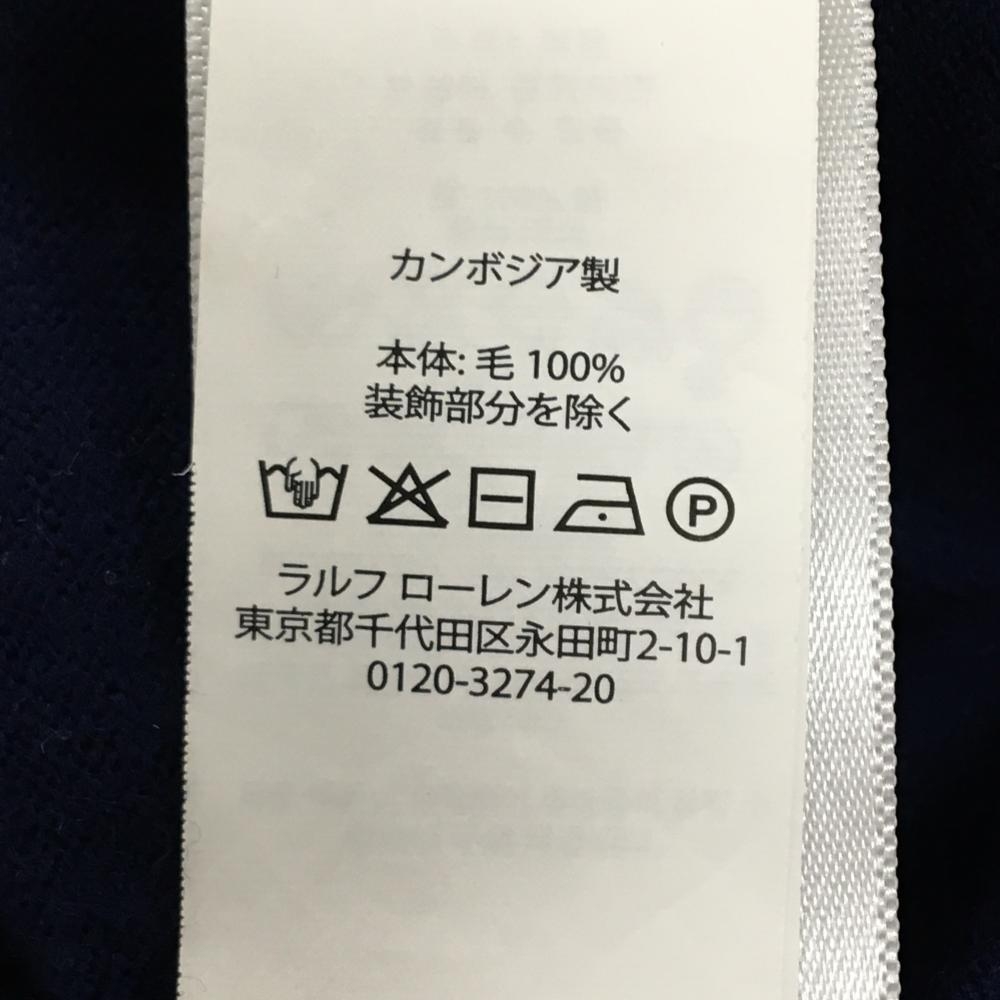 カンボジア製
本体: 毛 100%
装飾部分を除く
P
ラルフ ローレン株式会社
東京都千代田区永田町2-10-1
0120-3274-20